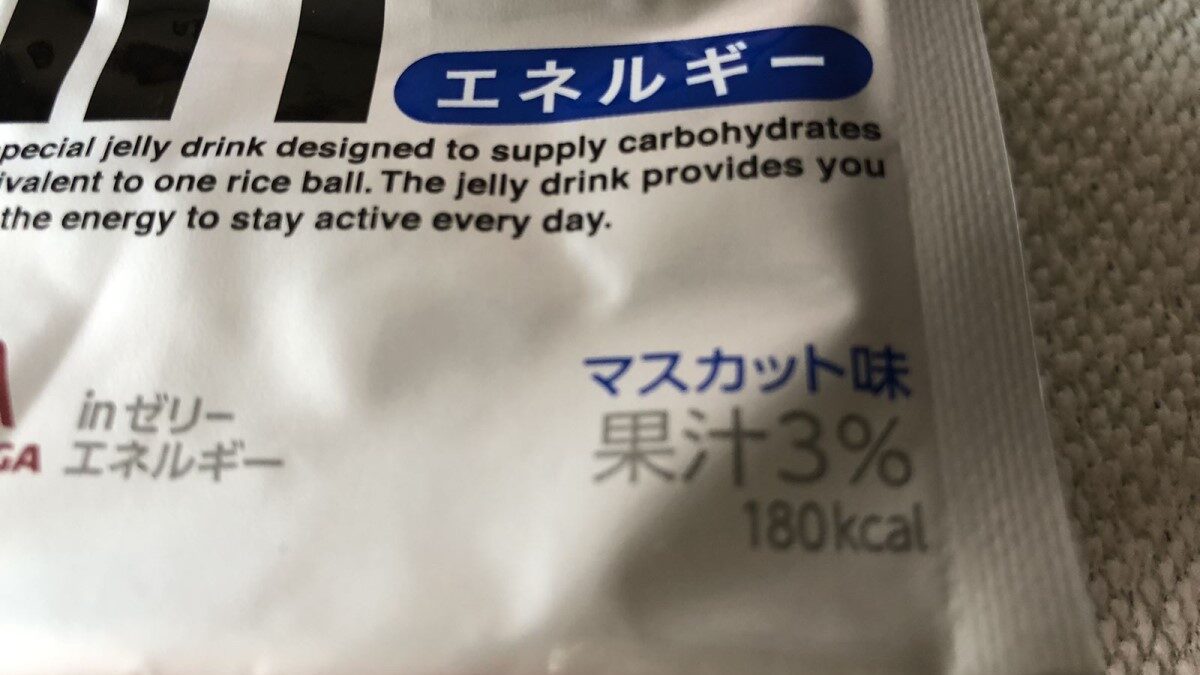 エネルギー
pecial jelly drink designed to supply carbohydrates
ivalent to one rice ball. The jelly drink provides you
the energy to stay active every day.
マスカット味
果汁3%
180kcal
inゼリー
エネルギー
GA